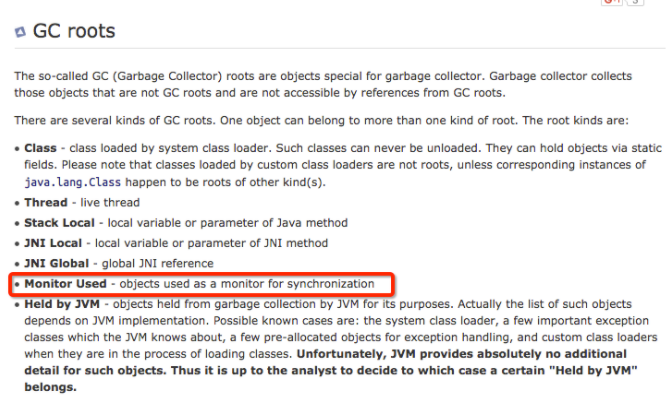 GC roots
The so-called GC (Garbage Collector) roots are objects special for garbage collector. Garbage collector collects
those objects that are not GC roots and are not accessible by references from GC roots.
There are several kinds of GC roots. One object can belong to more than one kind of root. The root kinds are:
• Class - class loaded by system class loader. Such classes can never be unloaded. They can hold objects via static
fields. Please note that classes loaded by custom class loaders are not roots, unless corresponding instances of
java.lang.Class happen to be roots of other kind(s).
• Thread - live thread
• Stack Local - local variable or parameter of Java method
• JNI Local - local variable or parameter of JNI method
• JNI Global - global JNI reference
• Monitor Used - objects used as a monitor for synchronization
• Held by JVM - objects held from garbage collection by JVM for its purposes. Actually the list of such objects
depends on JVM implementation. Possible known cases are: the system class loader, a few important exception
classes which the JVM knows about, a few pre-allocated objects for exception handling, and custom class loaders
when they are in the process of loading classes. Unfortunately, JVM provides absolutely no additional
detail for such objects. Thus it is up to the analyst to decide to which case a certain "Held by JVM"
belongs.